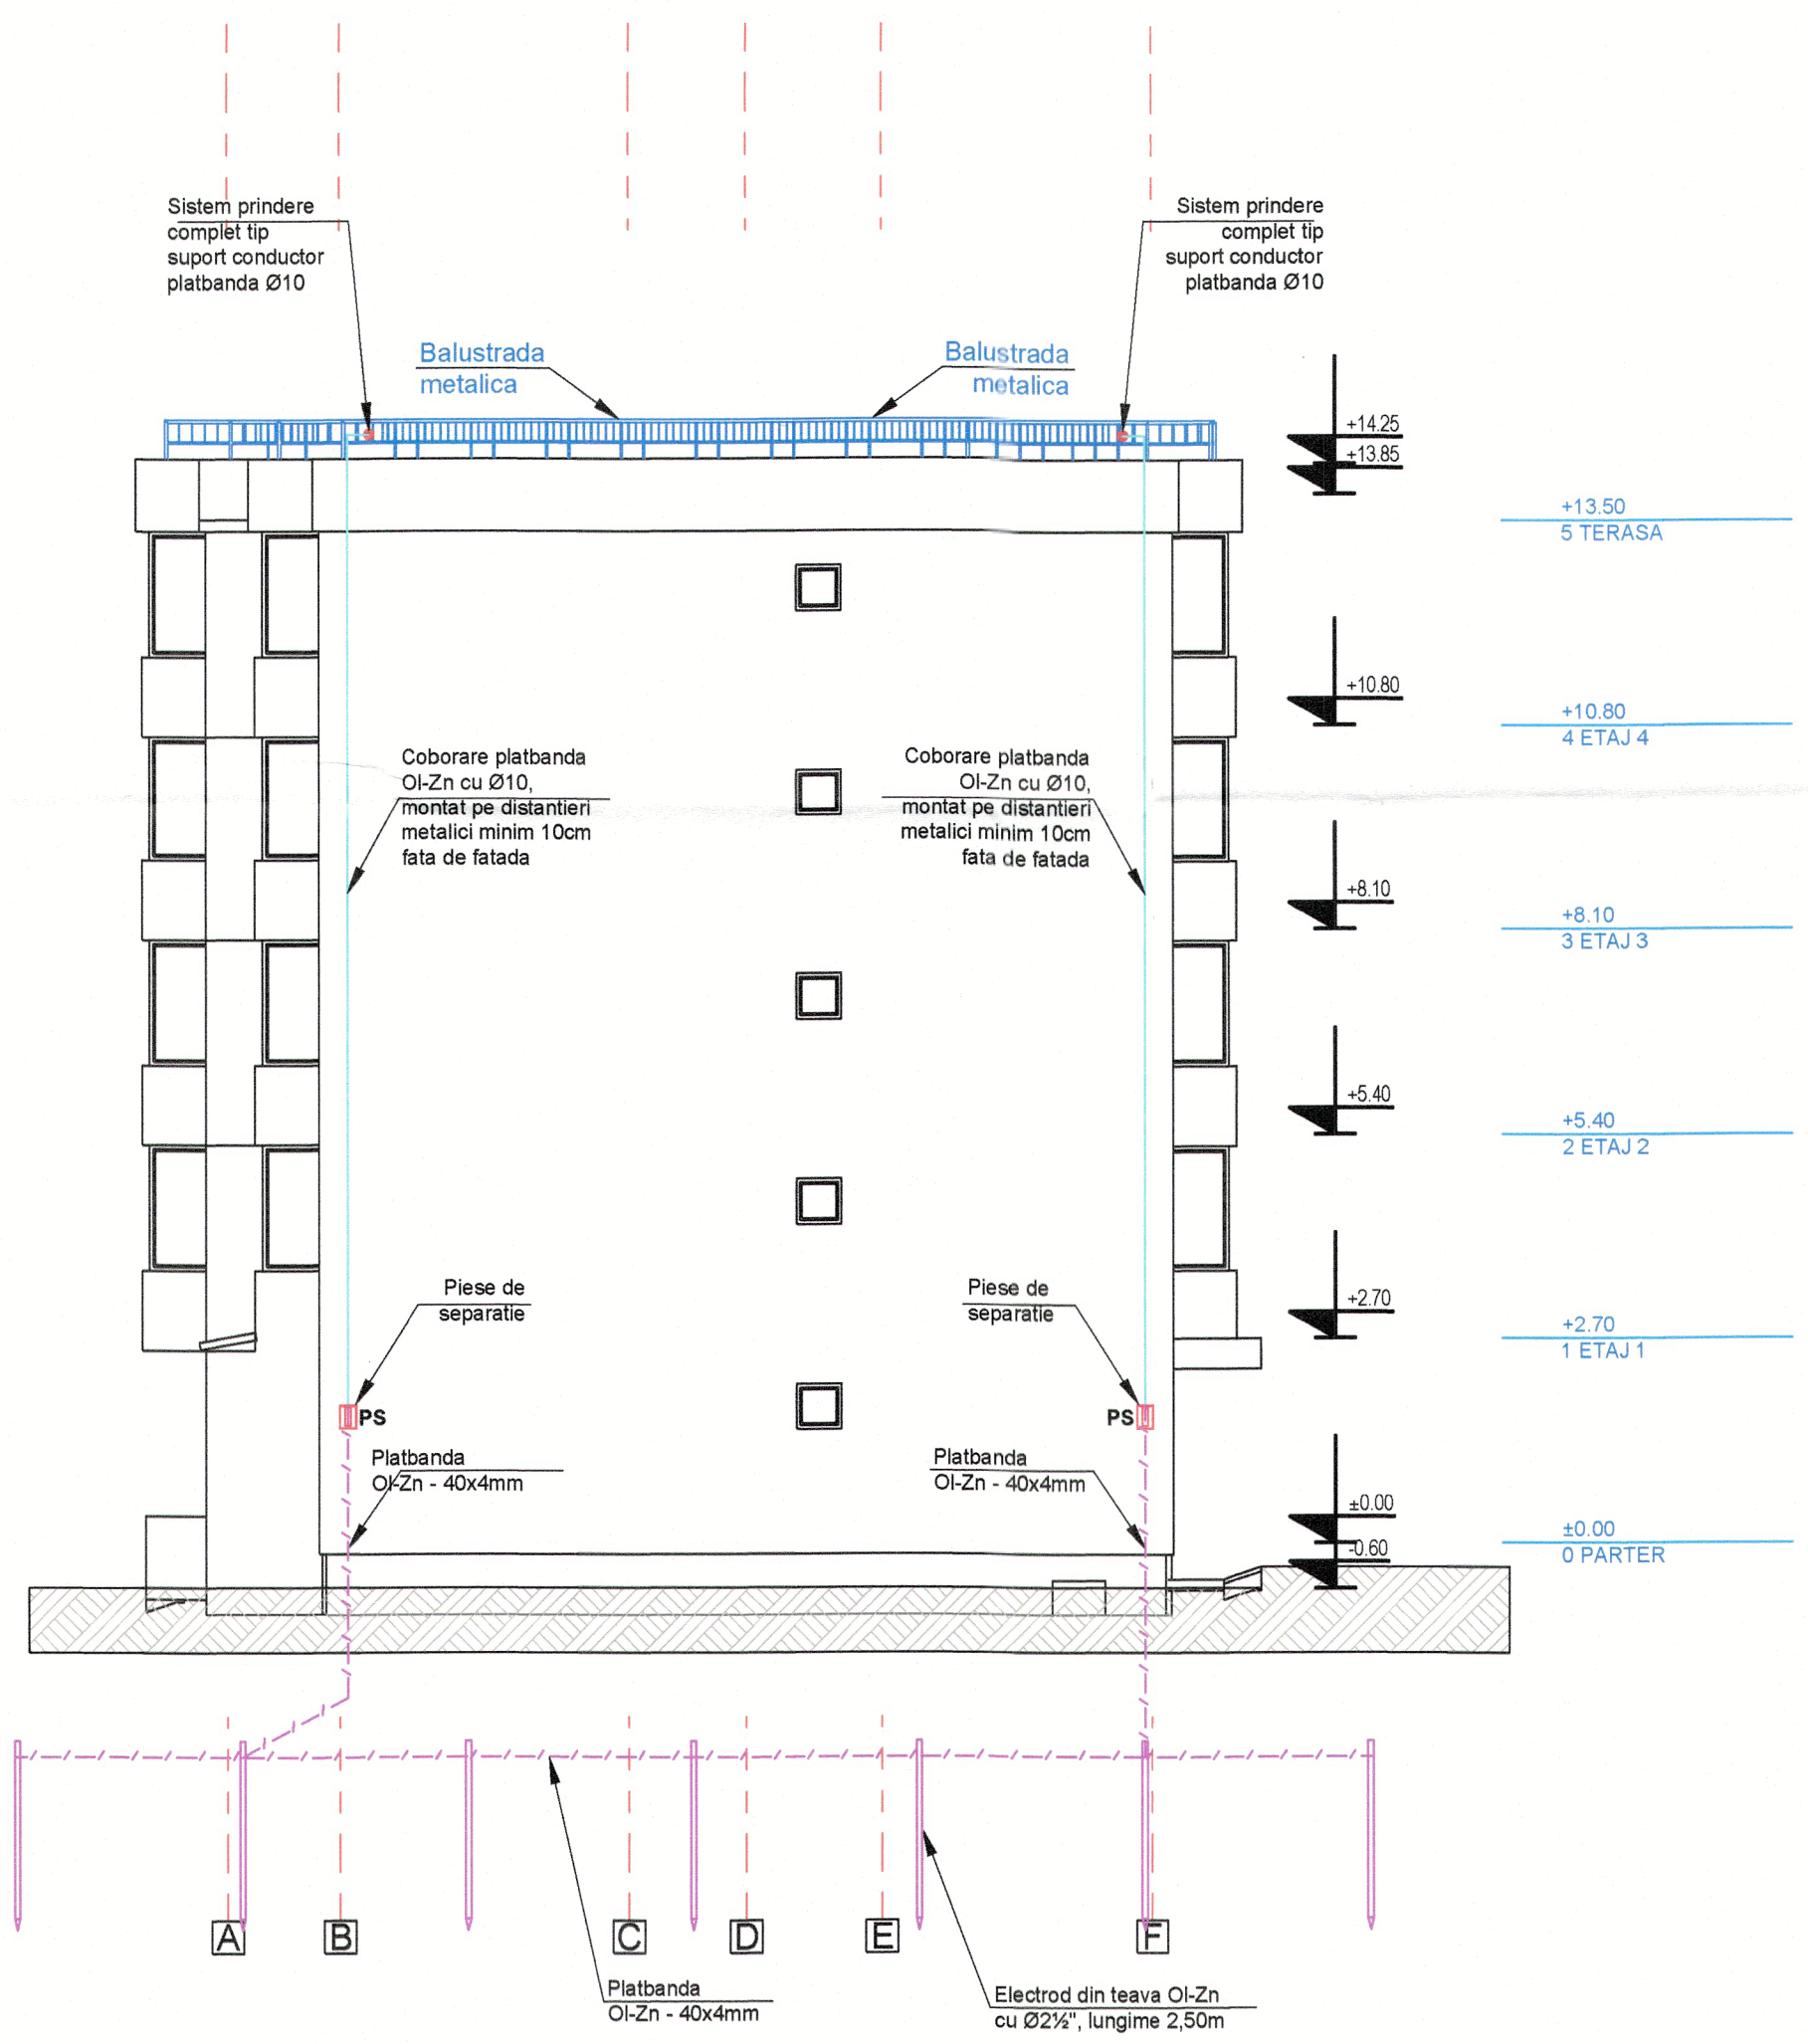 Sistem prindere
complet tip
suport conductor
platbanda Ø10
Sistem prindere
complet tip
suport conductor
platbanda Ø10
Balustrada
metalica
Balustrada
metalica
+14.25
+13.85
+13.50
5 TERASA
+10.80
+10.80
4 ETAJ 4
Coborare platbanda
Ol-Zn cu Ø10,
montat pe distantieri
metalici minim 10cm
fata de fatada
Coborare platbanda
Ol-Zn cu Ø10,
montat pe distantieri
metalici minim 10cm
fata de fatada
+8.10
+8.10
3 ETAJ 3
+5.40
+5.40
2 ETAJ 2
Piese de
separatie
Piese de
separatie
+2.70
+2.70
1 ETAJ 1
PS
PS
Platbanda
Ol-Zn - 40x4mm
Platbanda
Ol-Zn - 40x4mm
±0.00
-0.60
±0.00
0 PARTER
A
B
C
D
E
F
Platbanda
Ol-Zn - 40x4mm
Electrod din teava Ol-Zn
cu Ø2½", lungime 2,50m